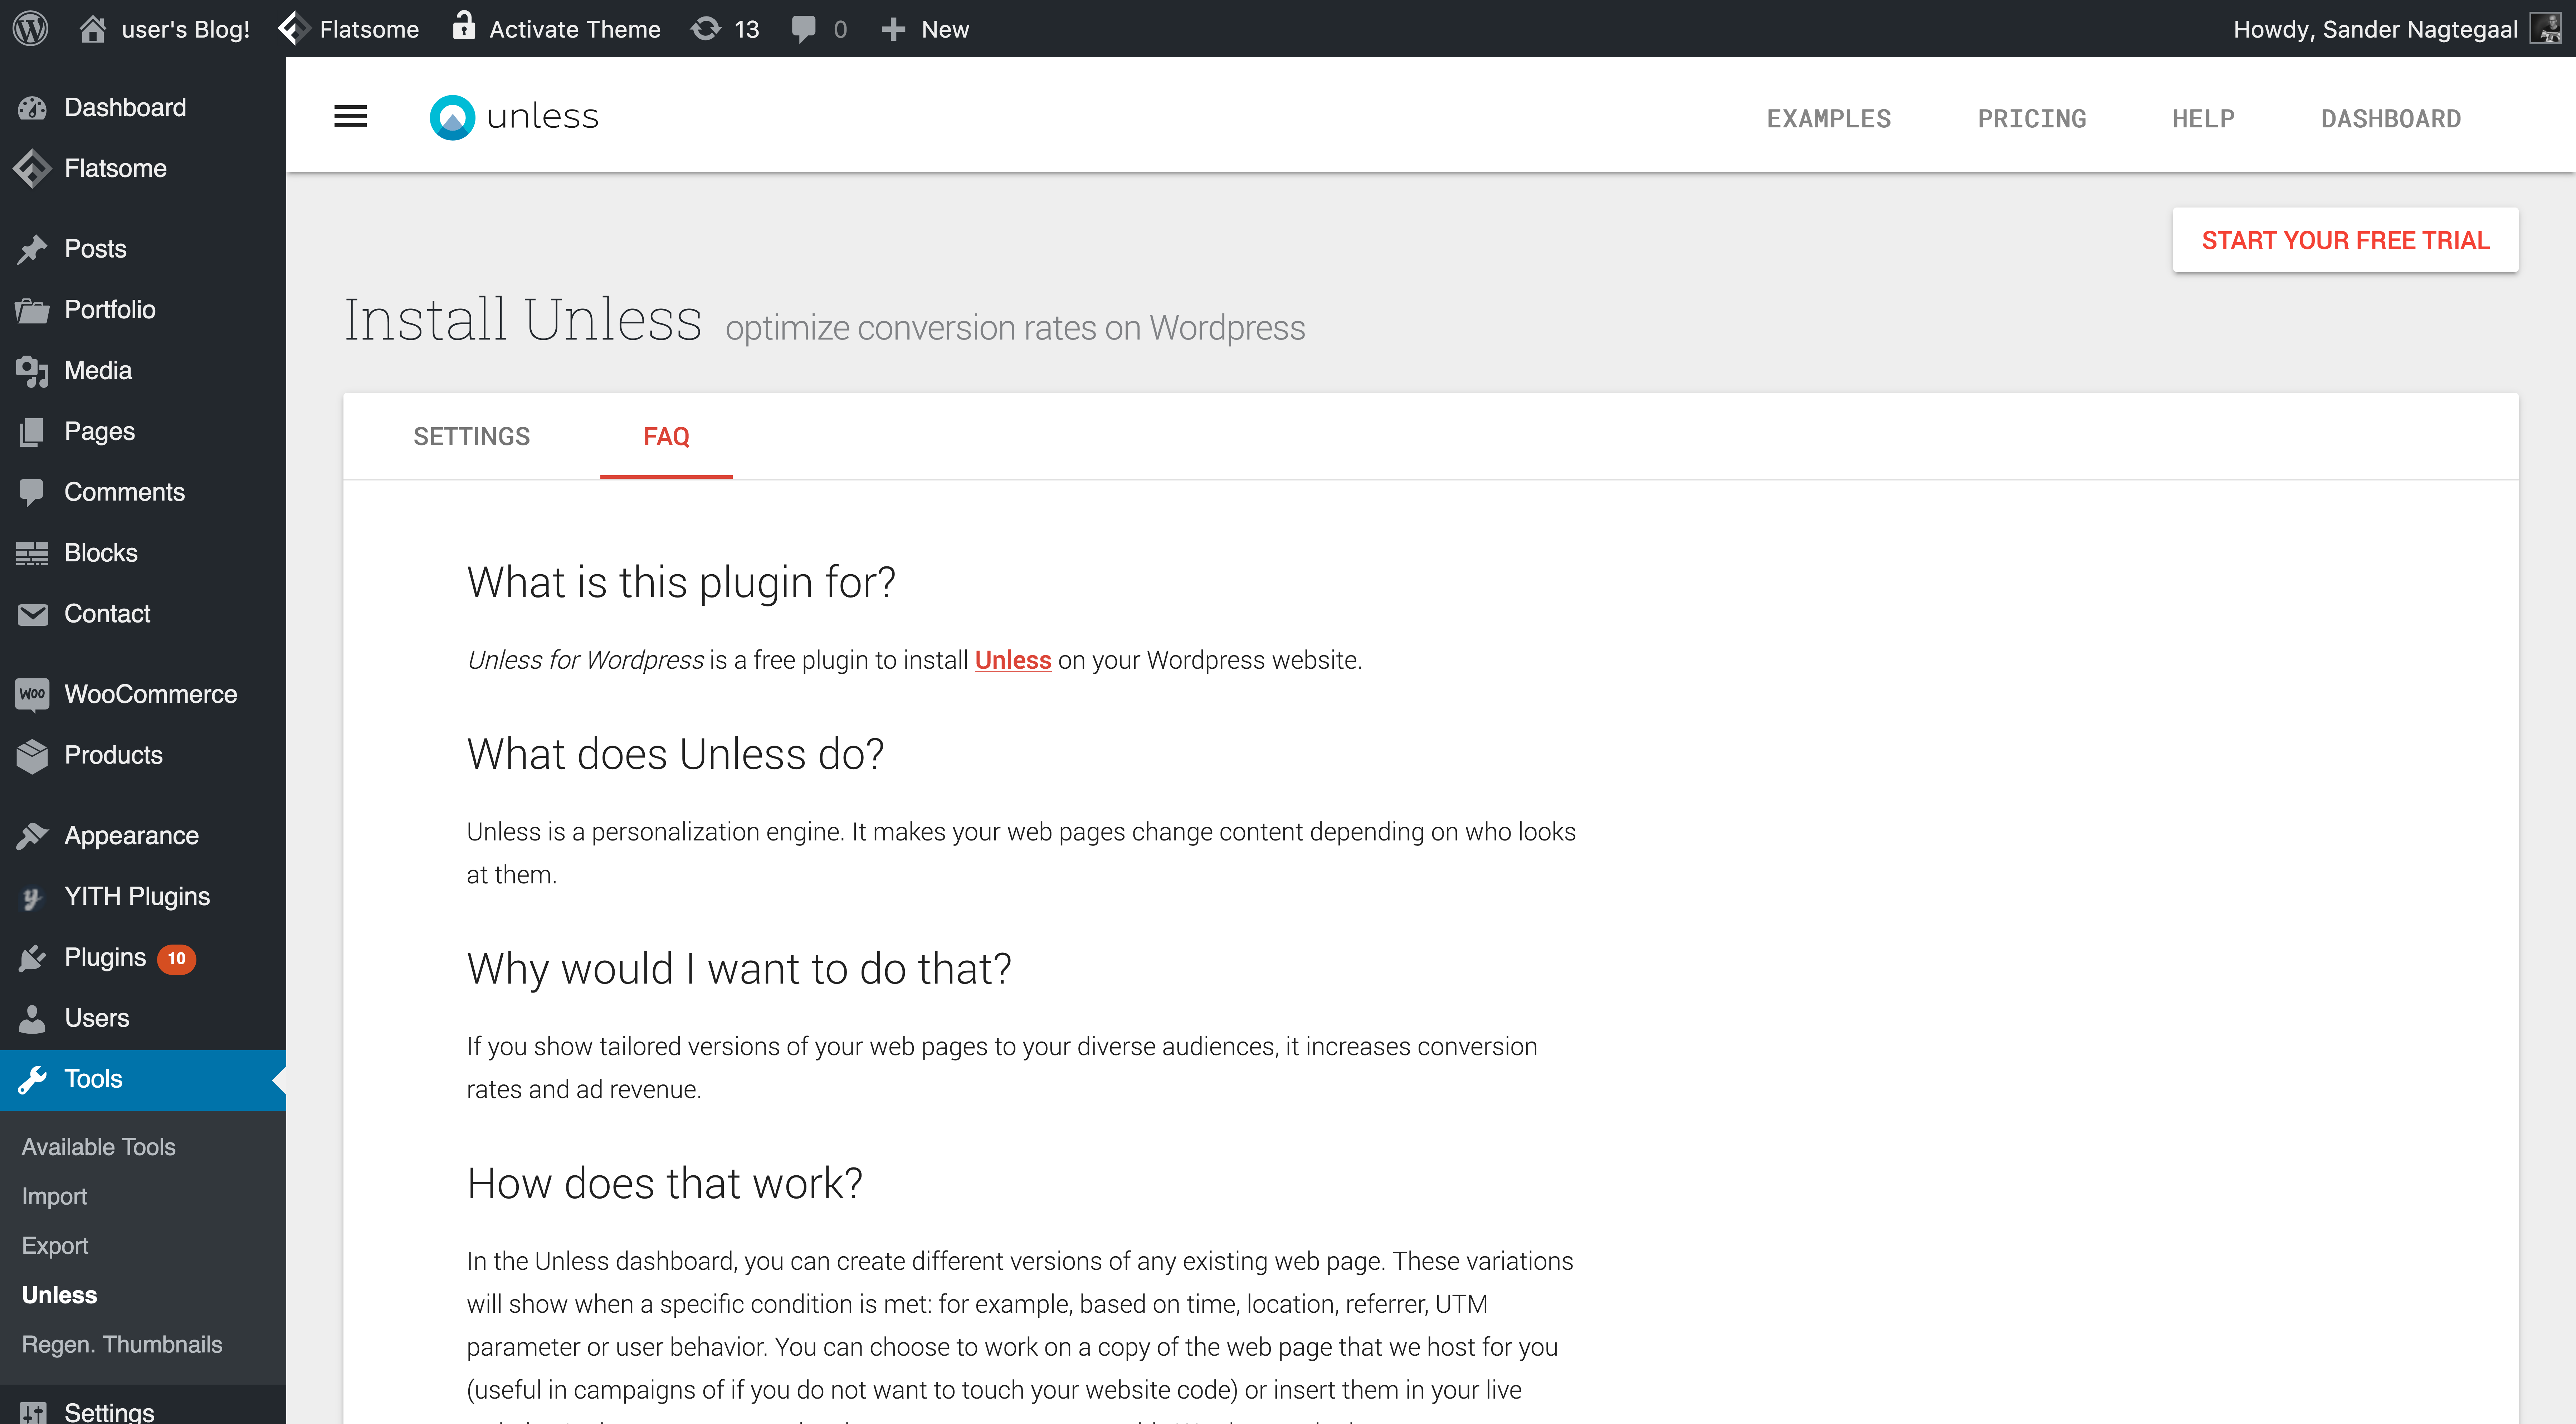 user's Blog!
Flatsome
Activate Theme
13
0
New
Howdy, Sander Nagtegaal
Dashboard
Flatsome
Posts
Portfolio
Media
Pages
Comments
Blocks
Contact
Woo WooCommerce
Products
Appearance
y YITH Plugins
Plugins 10
Users
Tools
Available Tools
Import
Export
Unless
Regen. Thumbnails
Settings
unless
EXAMPLES
PRICING
HELP
DASHBOARD
START YOUR FREE TRIAL
Install Unless optimize conversion rates on Wordpress
SETTINGS
FAQ
What is this plugin for?
Unless for Wordpress is a free plugin to install Unless on your Wordpress website.
What does Unless do?
Unless is a personalization engine. It makes your web pages change content depending on who looks
at them.
Why would I want to do that?
If you show tailored versions of your web pages to your diverse audiences, it increases conversion
rates and ad revenue.
How does that work?
In the Unless dashboard, you can create different versions of any existing web page. These variations
will show when a specific condition is met: for example, based on time, location, referrer, UTM
parameter or user behavior. You can choose to work on a copy of the web page that we host for you
(useful in campaigns of if you do not want to touch your website code) or insert them in your live